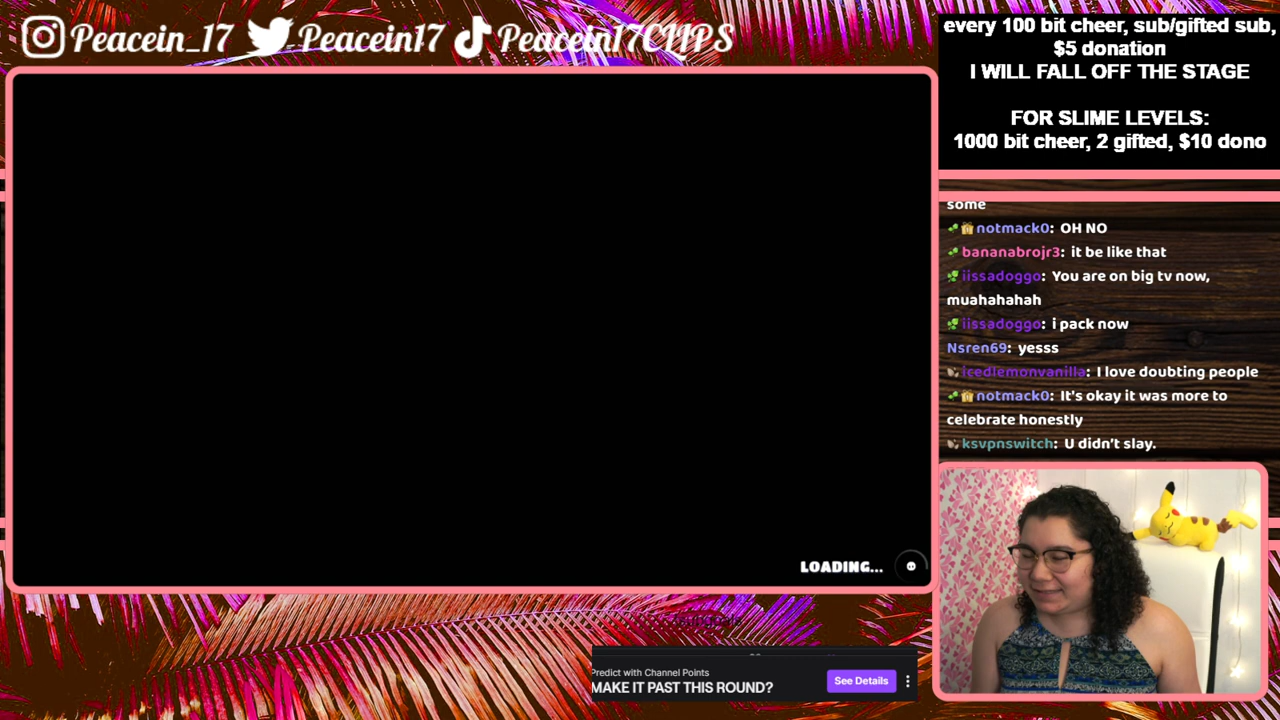 Peacein_17 Peacein17 Peacein17ClIPS
every 100 bit cheer, sub/gifted sub,
$5 donation
I WILL FALL OFF THE STAGE
FOR SLIME LEVELS:
1000 bit cheer, 2 gifted, $10 dono
some
notmack0: OH NO
bananabrojr3: it be like that
iissadoggo: You are on big tv now,
muahahahah
iissadoggo: i pack now
Nsren69: yesss
icedlemonvanilla: I love doubting people
notmack0: It's okay it was more to
celebrate honestly
ksvpnswitch: U didn't slay.
LOADING...
Predict with Channel Points
MAKE IT PAST THIS ROUND?
See Details